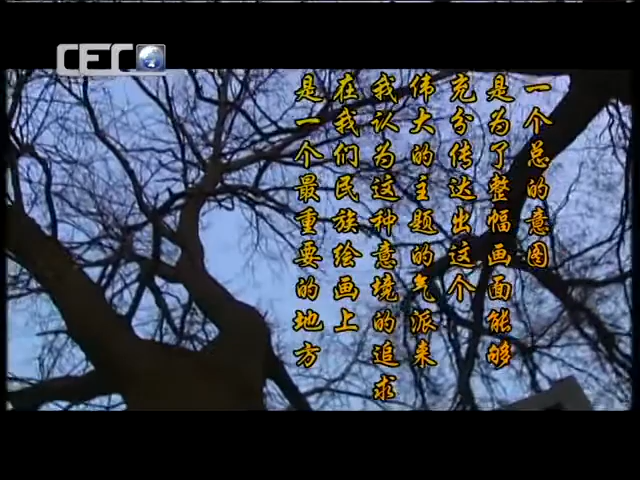 CEC
一个总的意图
是为了整幅画面能够
充分传达出这个
伟大的主题的气派来
我认为这种意境的追求
在我们民族绘画上
是一个最重要的地方